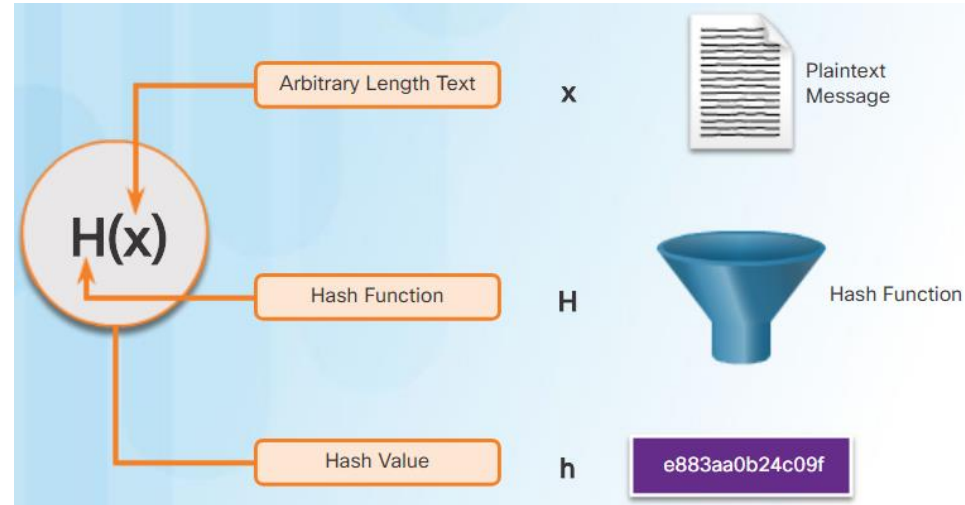 Arbitrary Length Text
x
Plaintext
Message
H(x)
Hash Function
H
Hash Function
Hash Value
h
e883aa0b24c09f